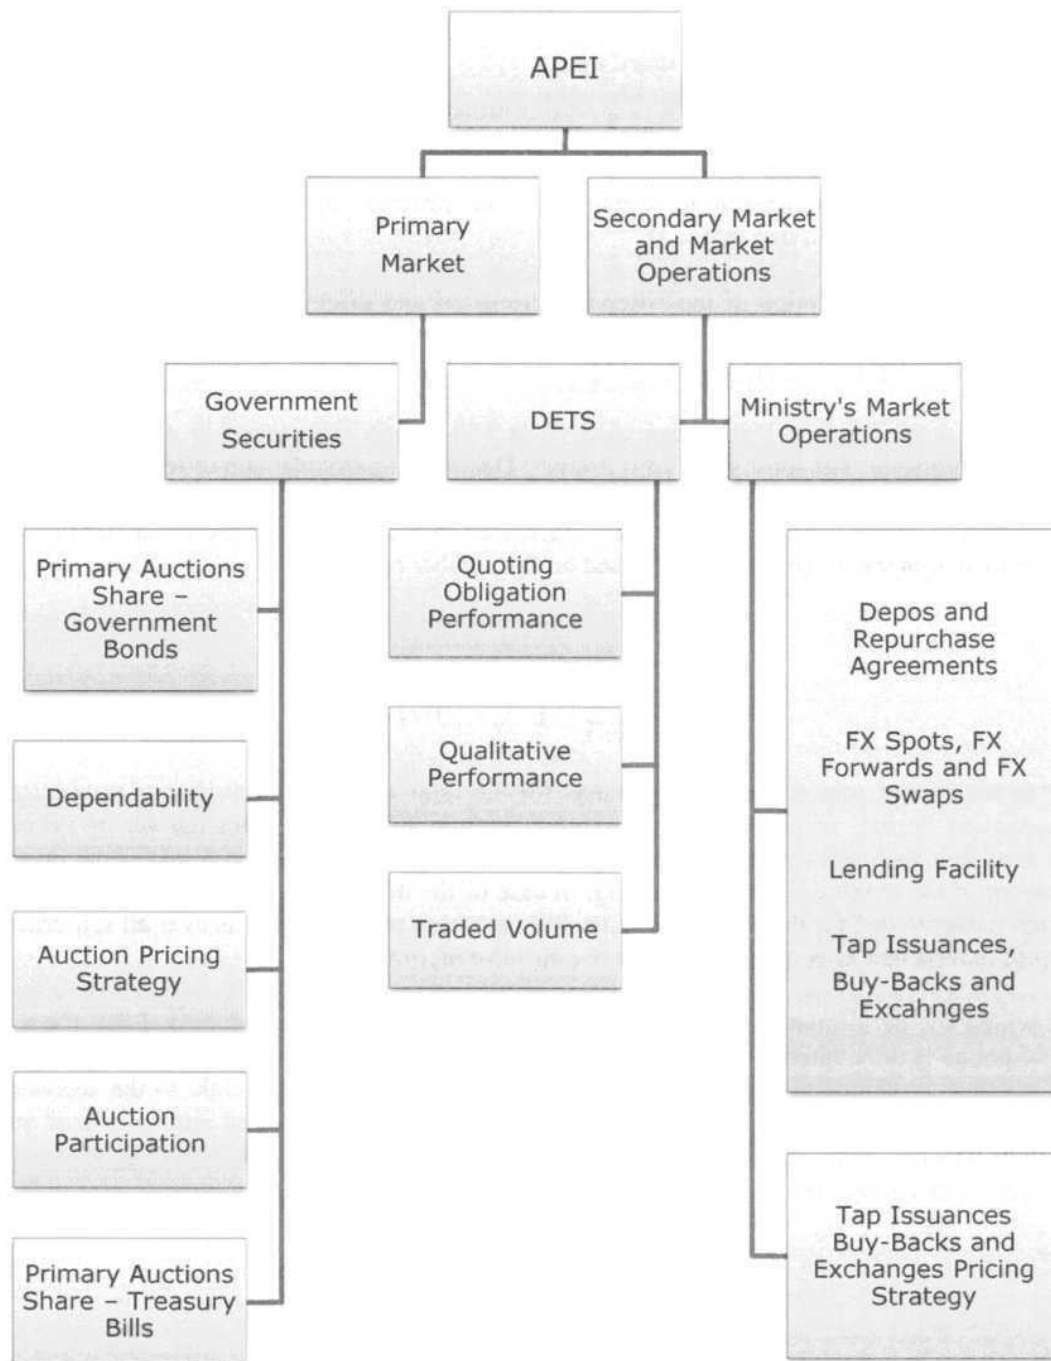 APEI
Primary
Market
Secondary Market
and Market
Operations
Government
Securities
DETS
Ministry's Market
Operations
Primary Auctions
Share –
Government
Bonds
Dependability
Auction Pricing
Strategy
Auction
Participation
Primary Auctions
Share – Treasury
Bills
Quoting
Obligation
Performance
Qualitative
Performance
Traded Volume
Depos and
Repurchase
Agreements
FX Spots, FX
Forwards and FX
Swaps
Lending Facility
Tap Issuances,
Buy-Backs and
Excahnges
Tap Issuances
Buy-Backs and
Exchanges Pricing
Strategy